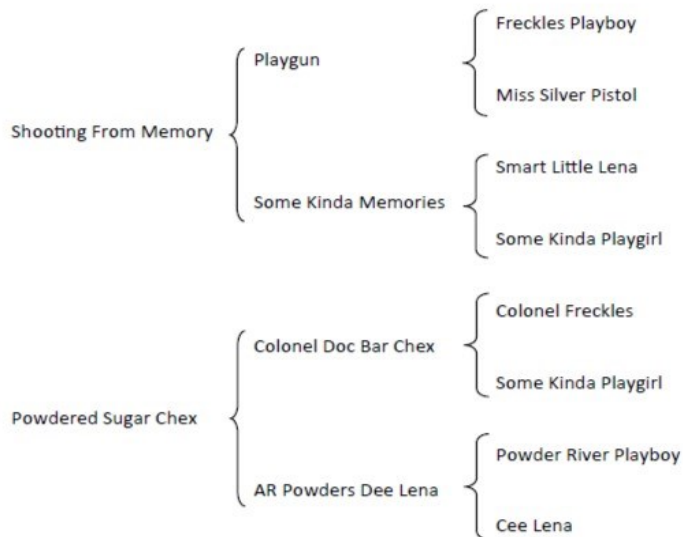 Freckles Playboy
Playgun
Miss Silver Pistol
Shooting From Memory
Smart Little Lena
Some Kinda Memories
Some Kinda Playgirl
Colonel Freckles
Colonel Doc Bar Chex
Some Kinda Playgirl
Powdered Sugar Chex
Powder River Playboy
AR Powders Dee Lena
Cee Lena